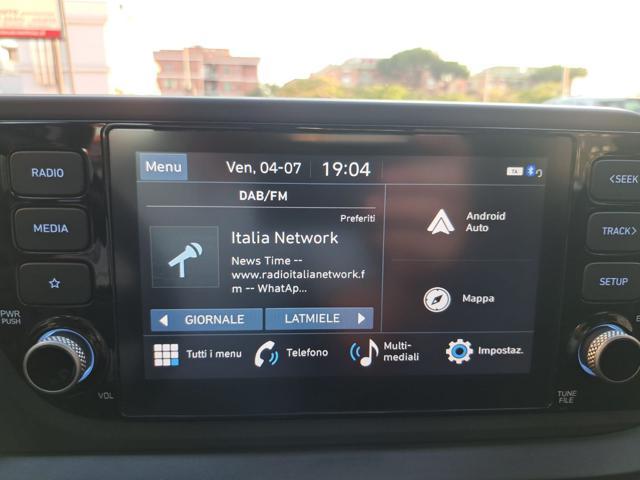 RADIO
MEDIA
PWR
PUSH
VOL
Menu
Ven, 04-07
19:04
TA
DAB/FM
Preferiti
Italia Network
News Time --
www.radioitalianetwork.f
m -- WhatAp...
GIORNALE
LATMIELE
Android
Auto
Mappa
Tutti i menu
Telefono
Multi-
mediali
Impostaz.
<SEEK
TRACK>
SETUP
TUNE
FILE